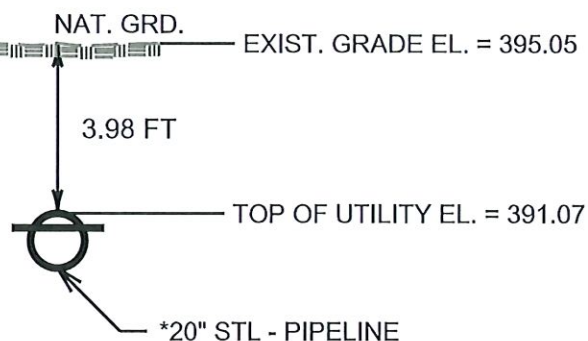 NAT. GRD.
EXIST. GRADE EL. = 395.05
3.98 FT
TOP OF UTILITY EL. = 391.07
*20" STL - PIPELINE